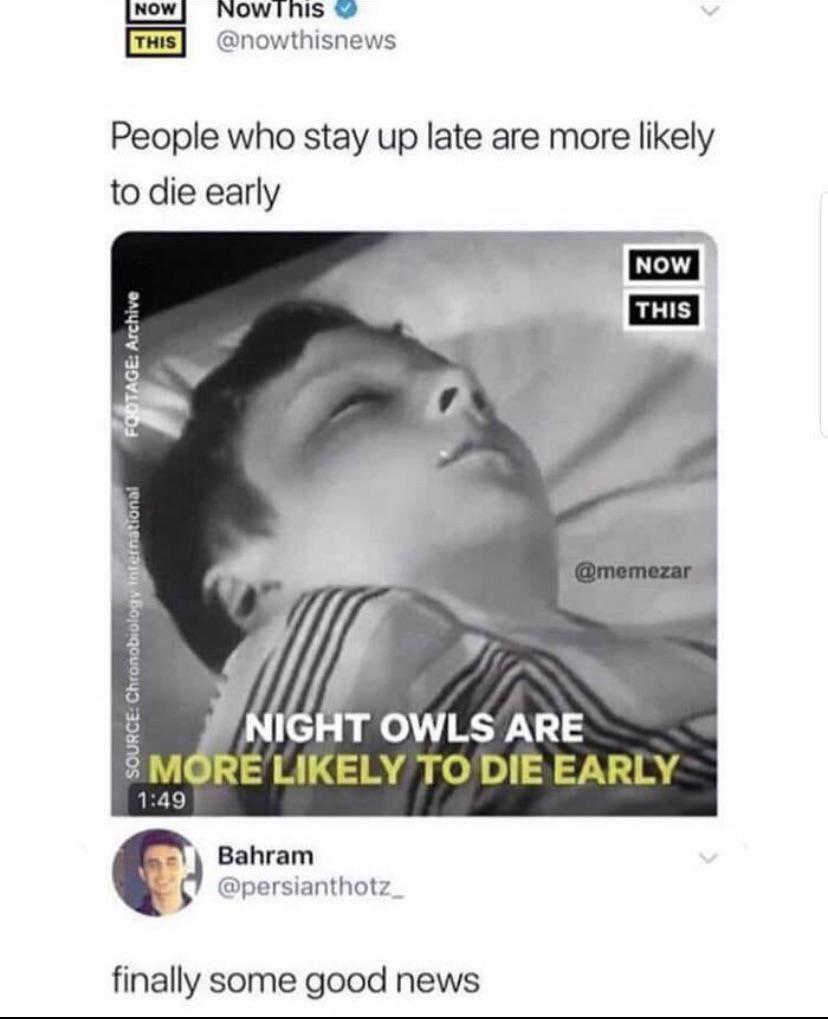 NOW NowThis
THIS @nowthisnews
People who stay up late are more likely
to die early
NOW
THIS
FOOTAGE: Archive
SOURCE: Chronobiology International
@memezar
NIGHT OWLS ARE
MORE LIKELY TO DIE EARLY
1:49
Bahram
@persianthotz_
finally some good news